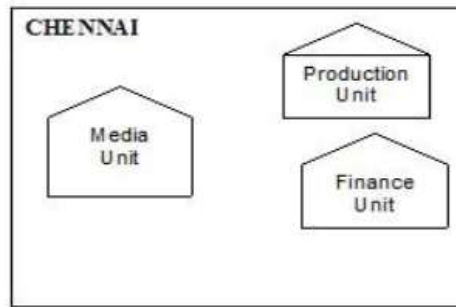 CHENNAI
Production
Unit
Media
Unit
Finance
Unit